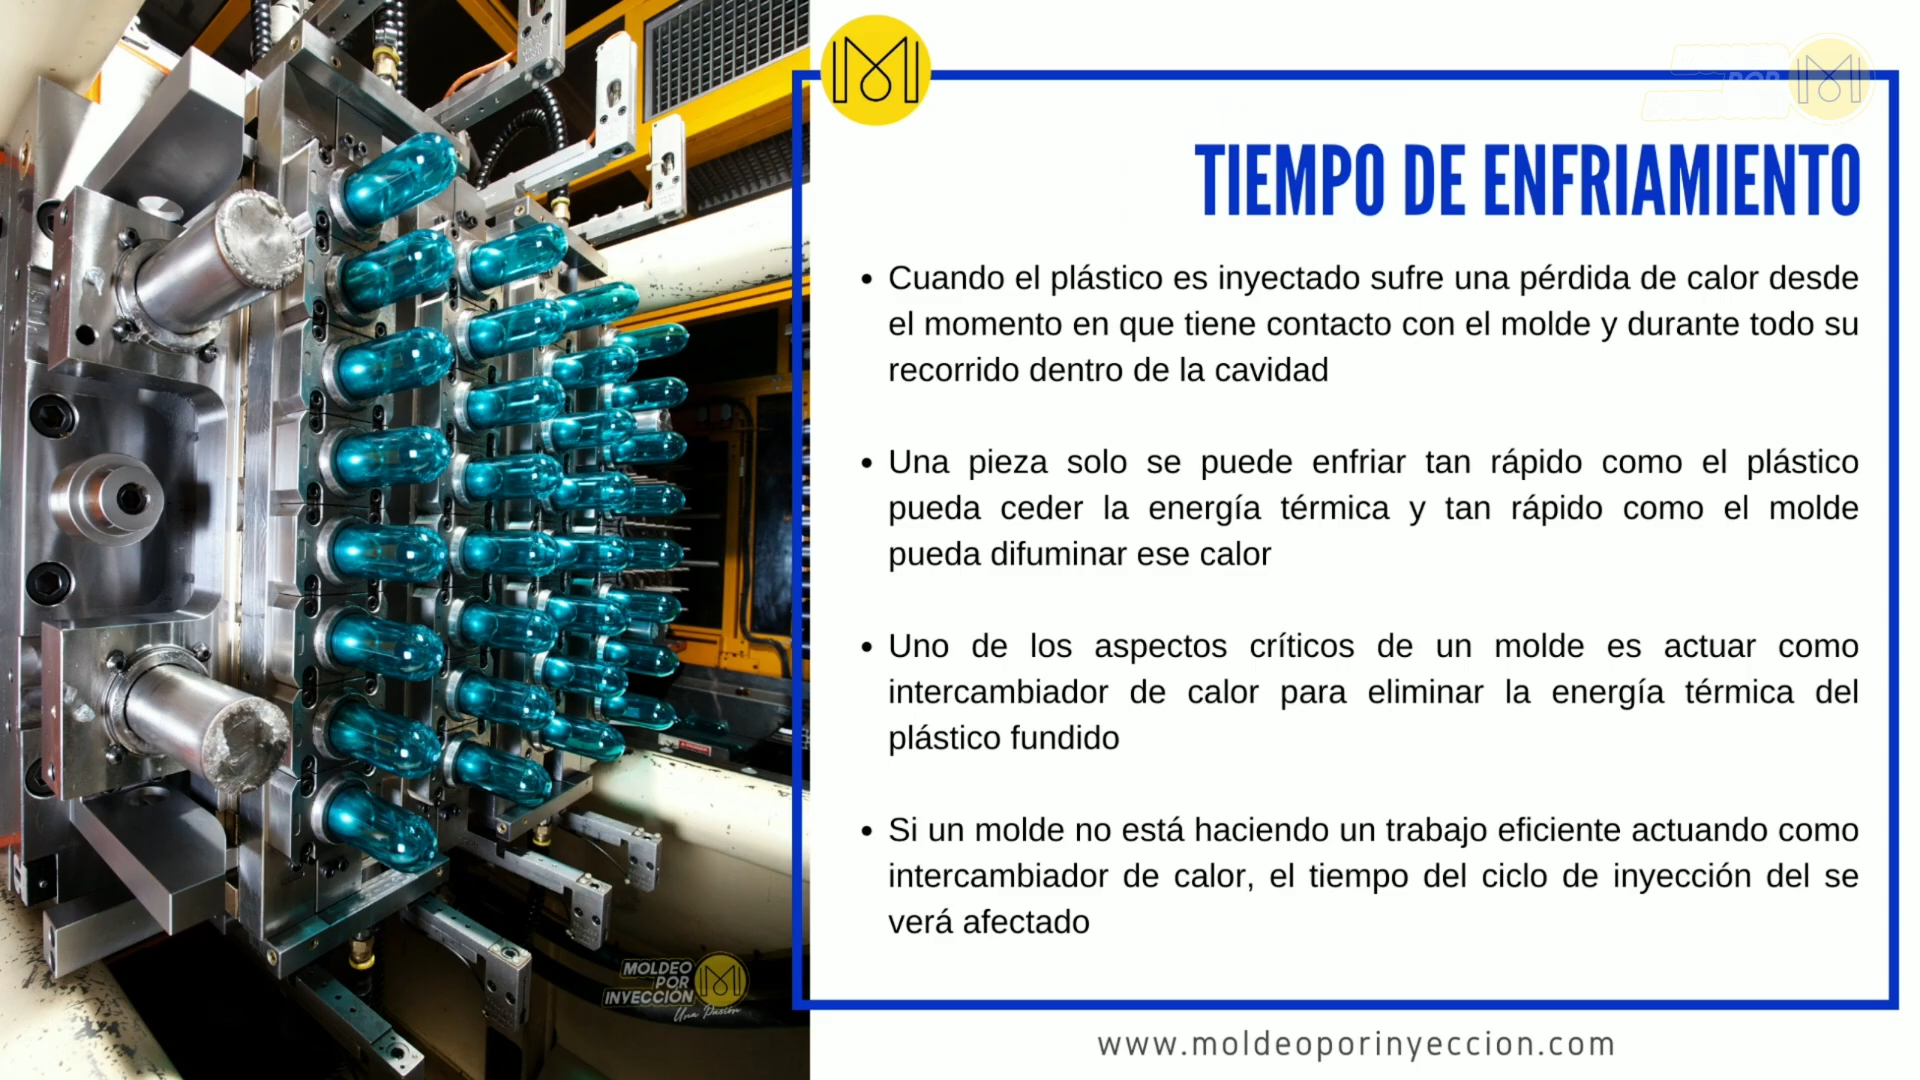 TIEMPO DE ENFRIAMIENTO
• Cuando el plástico es inyectado sufre una pérdida de calor desde
el momento en que tiene contacto con el molde y durante todo su
recorrido dentro de la cavidad
• Una pieza solo se puede enfriar tan rápido como el plástico
pueda ceder la energía térmica y tan rápido como el molde
pueda difuminar ese calor
• Uno de los aspectos críticos de un molde es actuar como
intercambiador de calor para eliminar la energía térmica del
plástico fundido
• Si un molde no está haciendo un trabajo eficiente actuando como
intercambiador de calor, el tiempo del ciclo de inyección del se
verá afectado
MOLDEO
POR
INYECCIÓN
Una Pasión
www.moldeoporinyeccion.com